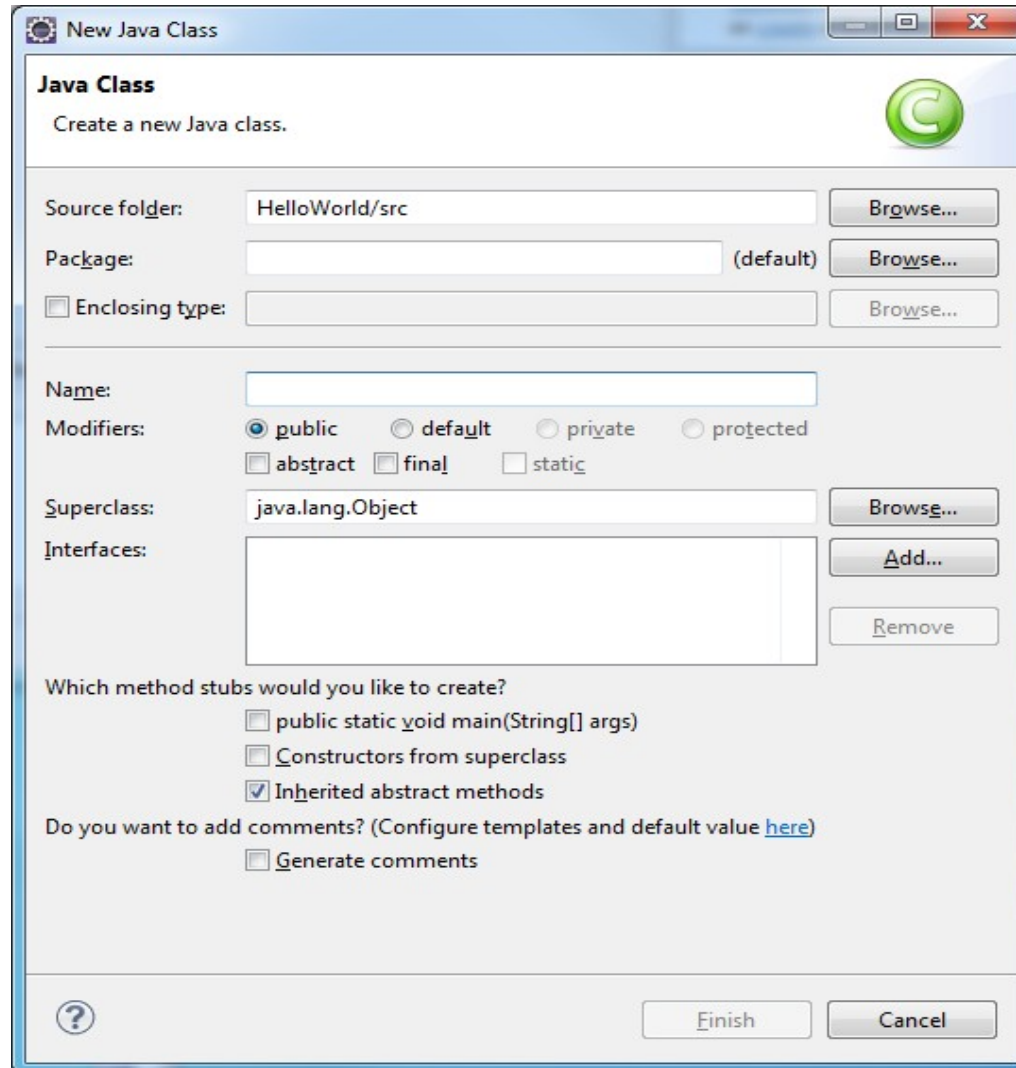 New Java Class
Java Class
Create a new Java class.
Source folder: HelloWorld/src Browse...
Package: (default) Browse...
Enclosing type: Browse...
Name:
Modifiers: public default private protected
abstract final static
Superclass: java.lang.Object Browse...
Interfaces: Add...
Remove
Which method stubs would you like to create?
public static void main(String[] args)
Constructors from superclass
Inherited abstract methods
Do you want to add comments? (Configure templates and default value here)
Generate comments
? Finish Cancel